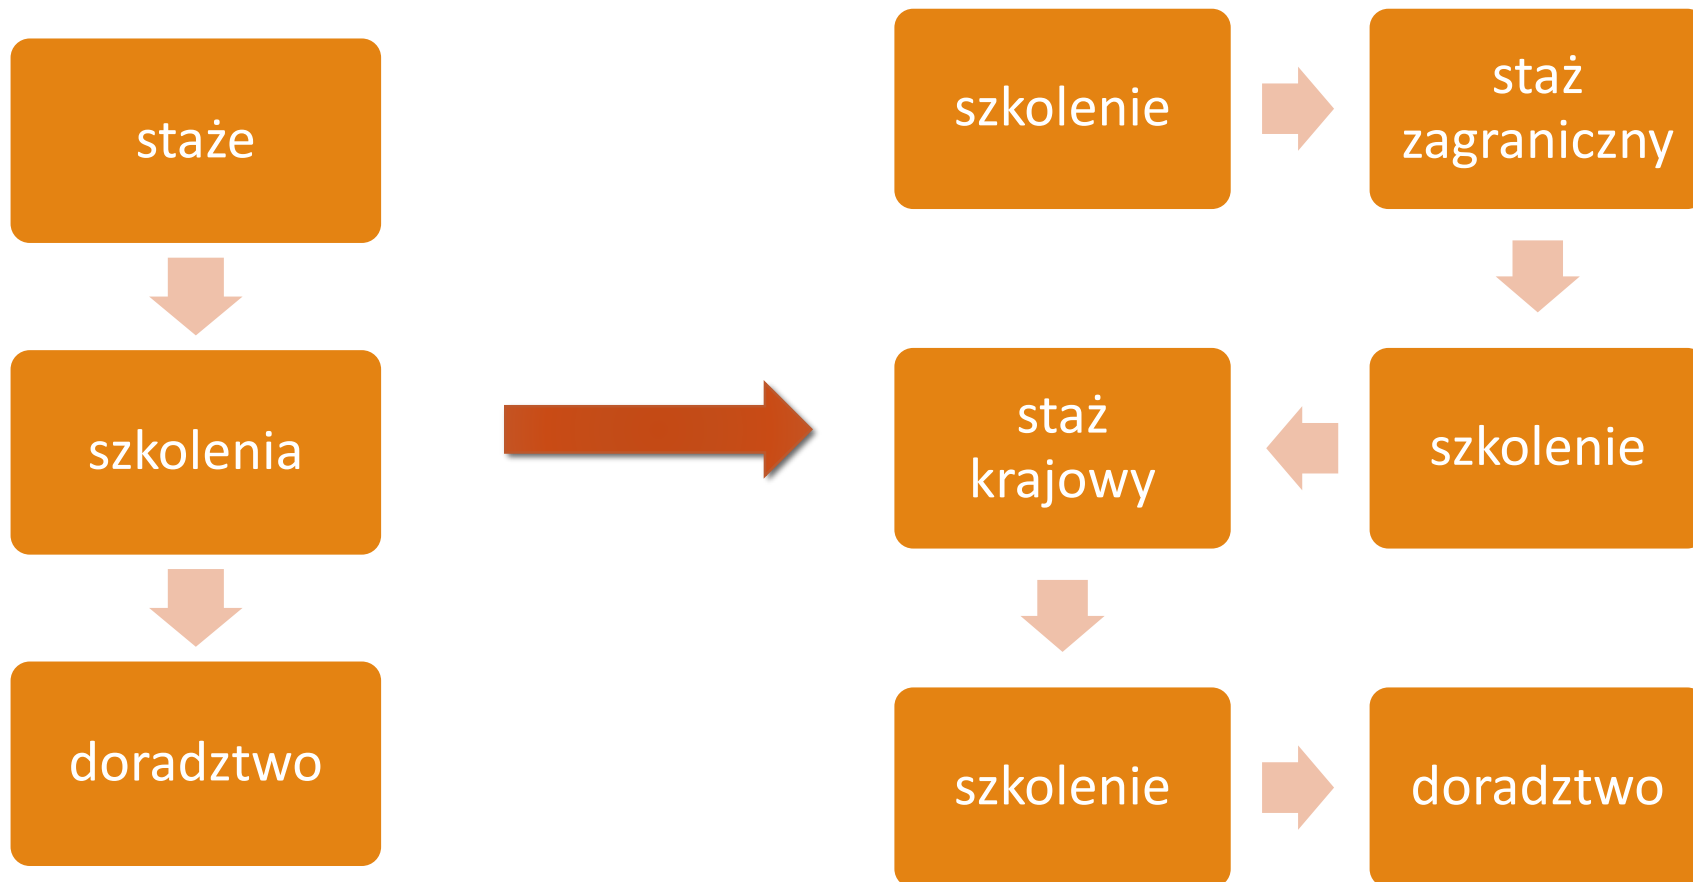 staże
szkolenia
doradztwo
szkolenie
staż
zagraniczny
szkolenie
staż
krajowy
szkolenie
doradztwo